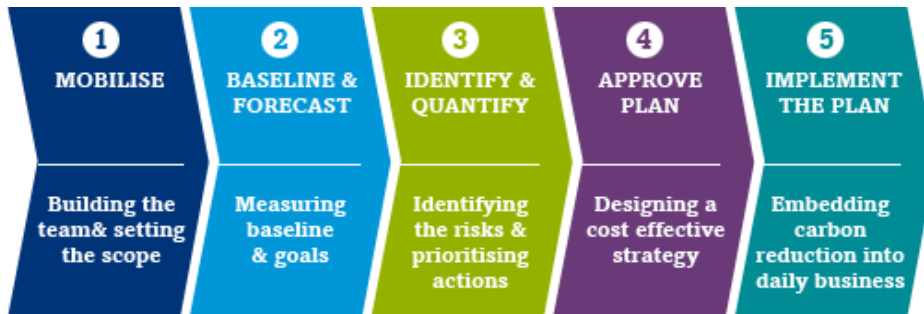 1
MOBILISE
Building the
team& setting
the scope
2
BASELINE &
FORECAST
Measuring
baseline
& goals
3
IDENTIFY &
QUANTIFY
Identifying
the risks &
prioritising
actions
4
APPROVE
PLAN
Designing a
cost effective
strategy
5
IMPLEMENT
THE PLAN
Embedding
carbon
reduction into
daily business